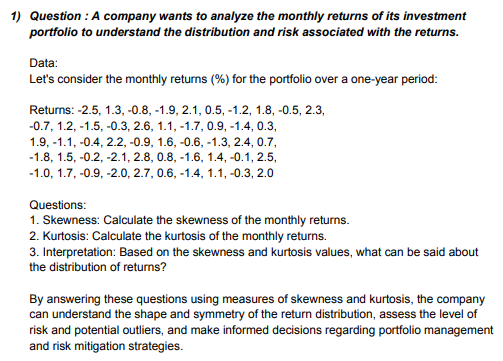 1) Question : A company wants to analyze the monthly returns of its investment
portfolio to understand the distribution and risk associated with the returns.
Data:
Let's consider the monthly returns (%) for the portfolio over a one-year period:
Returns: -2.5, 1.3, -0.8, -1.9, 2.1, 0.5, -1.2, 1.8, -0.5, 2.3,
-0.7, 1.2, -1.5, -0.3, 2.6, 1.1, -1.7, 0.9, -1.4, 0.3,
1.9, -1.1, -0.4, 2.2, -0.9, 1.6, -0.6, -1.3, 2.4, 0.7,
-1.8, 1.5, -0.2, -2.1, 2.8, 0.8, -1.6, 1.4, -0.1, 2.5,
-1.0, 1.7, -0.9, -2.0, 2.7, 0.6, -1.4, 1.1, -0.3, 2.0
Questions:
1. Skewness: Calculate the skewness of the monthly returns.
2. Kurtosis: Calculate the kurtosis of the monthly returns.
3. Interpretation: Based on the skewness and kurtosis values, what can be said about
the distribution of returns?
By answering these questions using measures of skewness and kurtosis, the company
can understand the shape and symmetry of the return distribution, assess the level of
risk and potential outliers, and make informed decisions regarding portfolio management
and risk mitigation strategies.